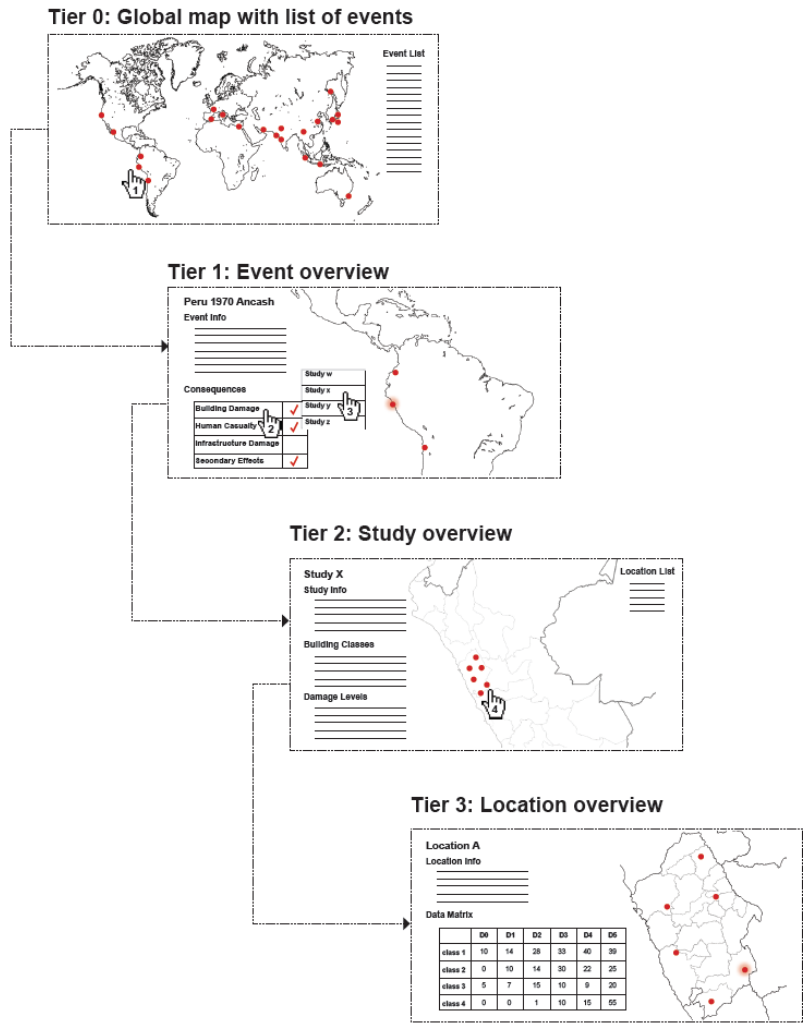 Tier 0: Global map with list of events
Event List
1
Tier 1: Event overview
Peru 1970 Ancash
Event Info
Consequences
Building Damage ✓
Human Casualty ✓
Infrastructure Damage
Secondary Effects ✓
2
Study w
Study x
Study y
Study z
3
Tier 2: Study overview
Study X
Study Info
Building Classes
Damage Levels
Location List
4
Tier 3: Location overview
Location A
Location Info
Data Matrix
D0 D1 D2 D3 D4 D5
class 1 10 14 28 33 40 39
class 2 0 10 14 30 22 25
class 3 5 7 15 10 9 20
class 4 0 0 1 10 15 55